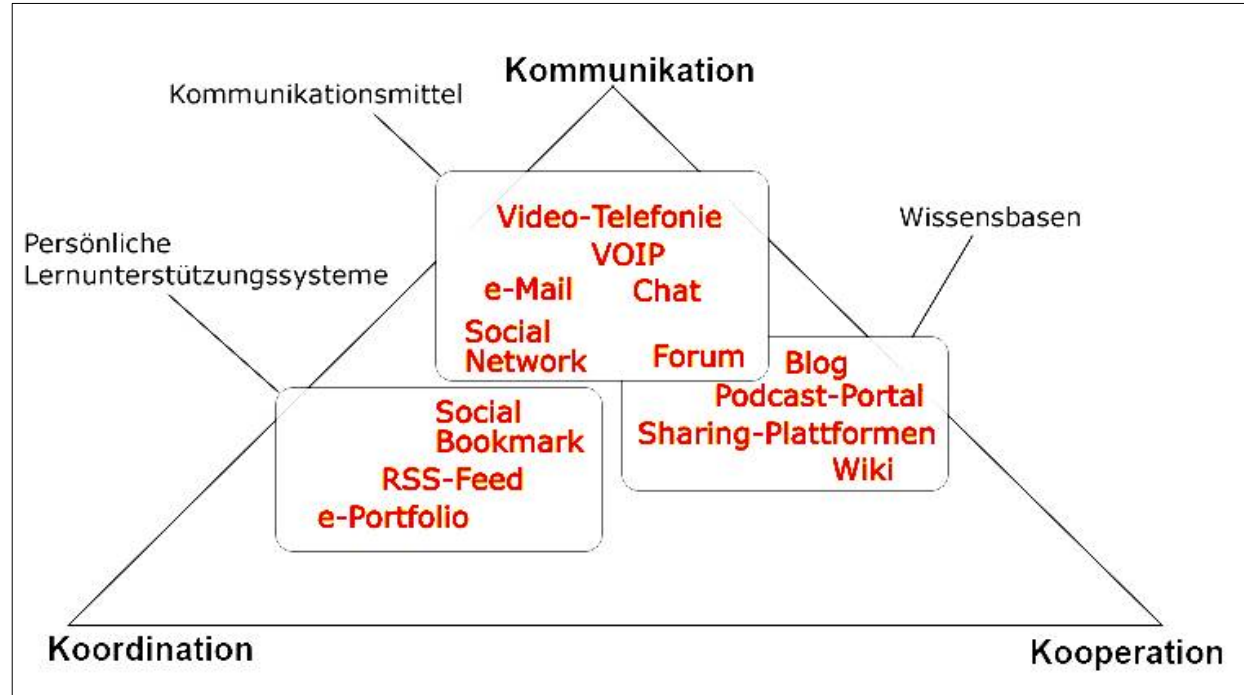 Kommunikation
Kommunikationsmittel
Video-Telefonie
VOIP
e-Mail
Chat
Social
Network
Forum
Wissensbasen
Blog
Podcast-Portal
Sharing-Plattformen
Wiki
Persönliche
Lernunterstützungssysteme
Social
Bookmark
RSS-Feed
e-Portfolio
Koordination
Kooperation